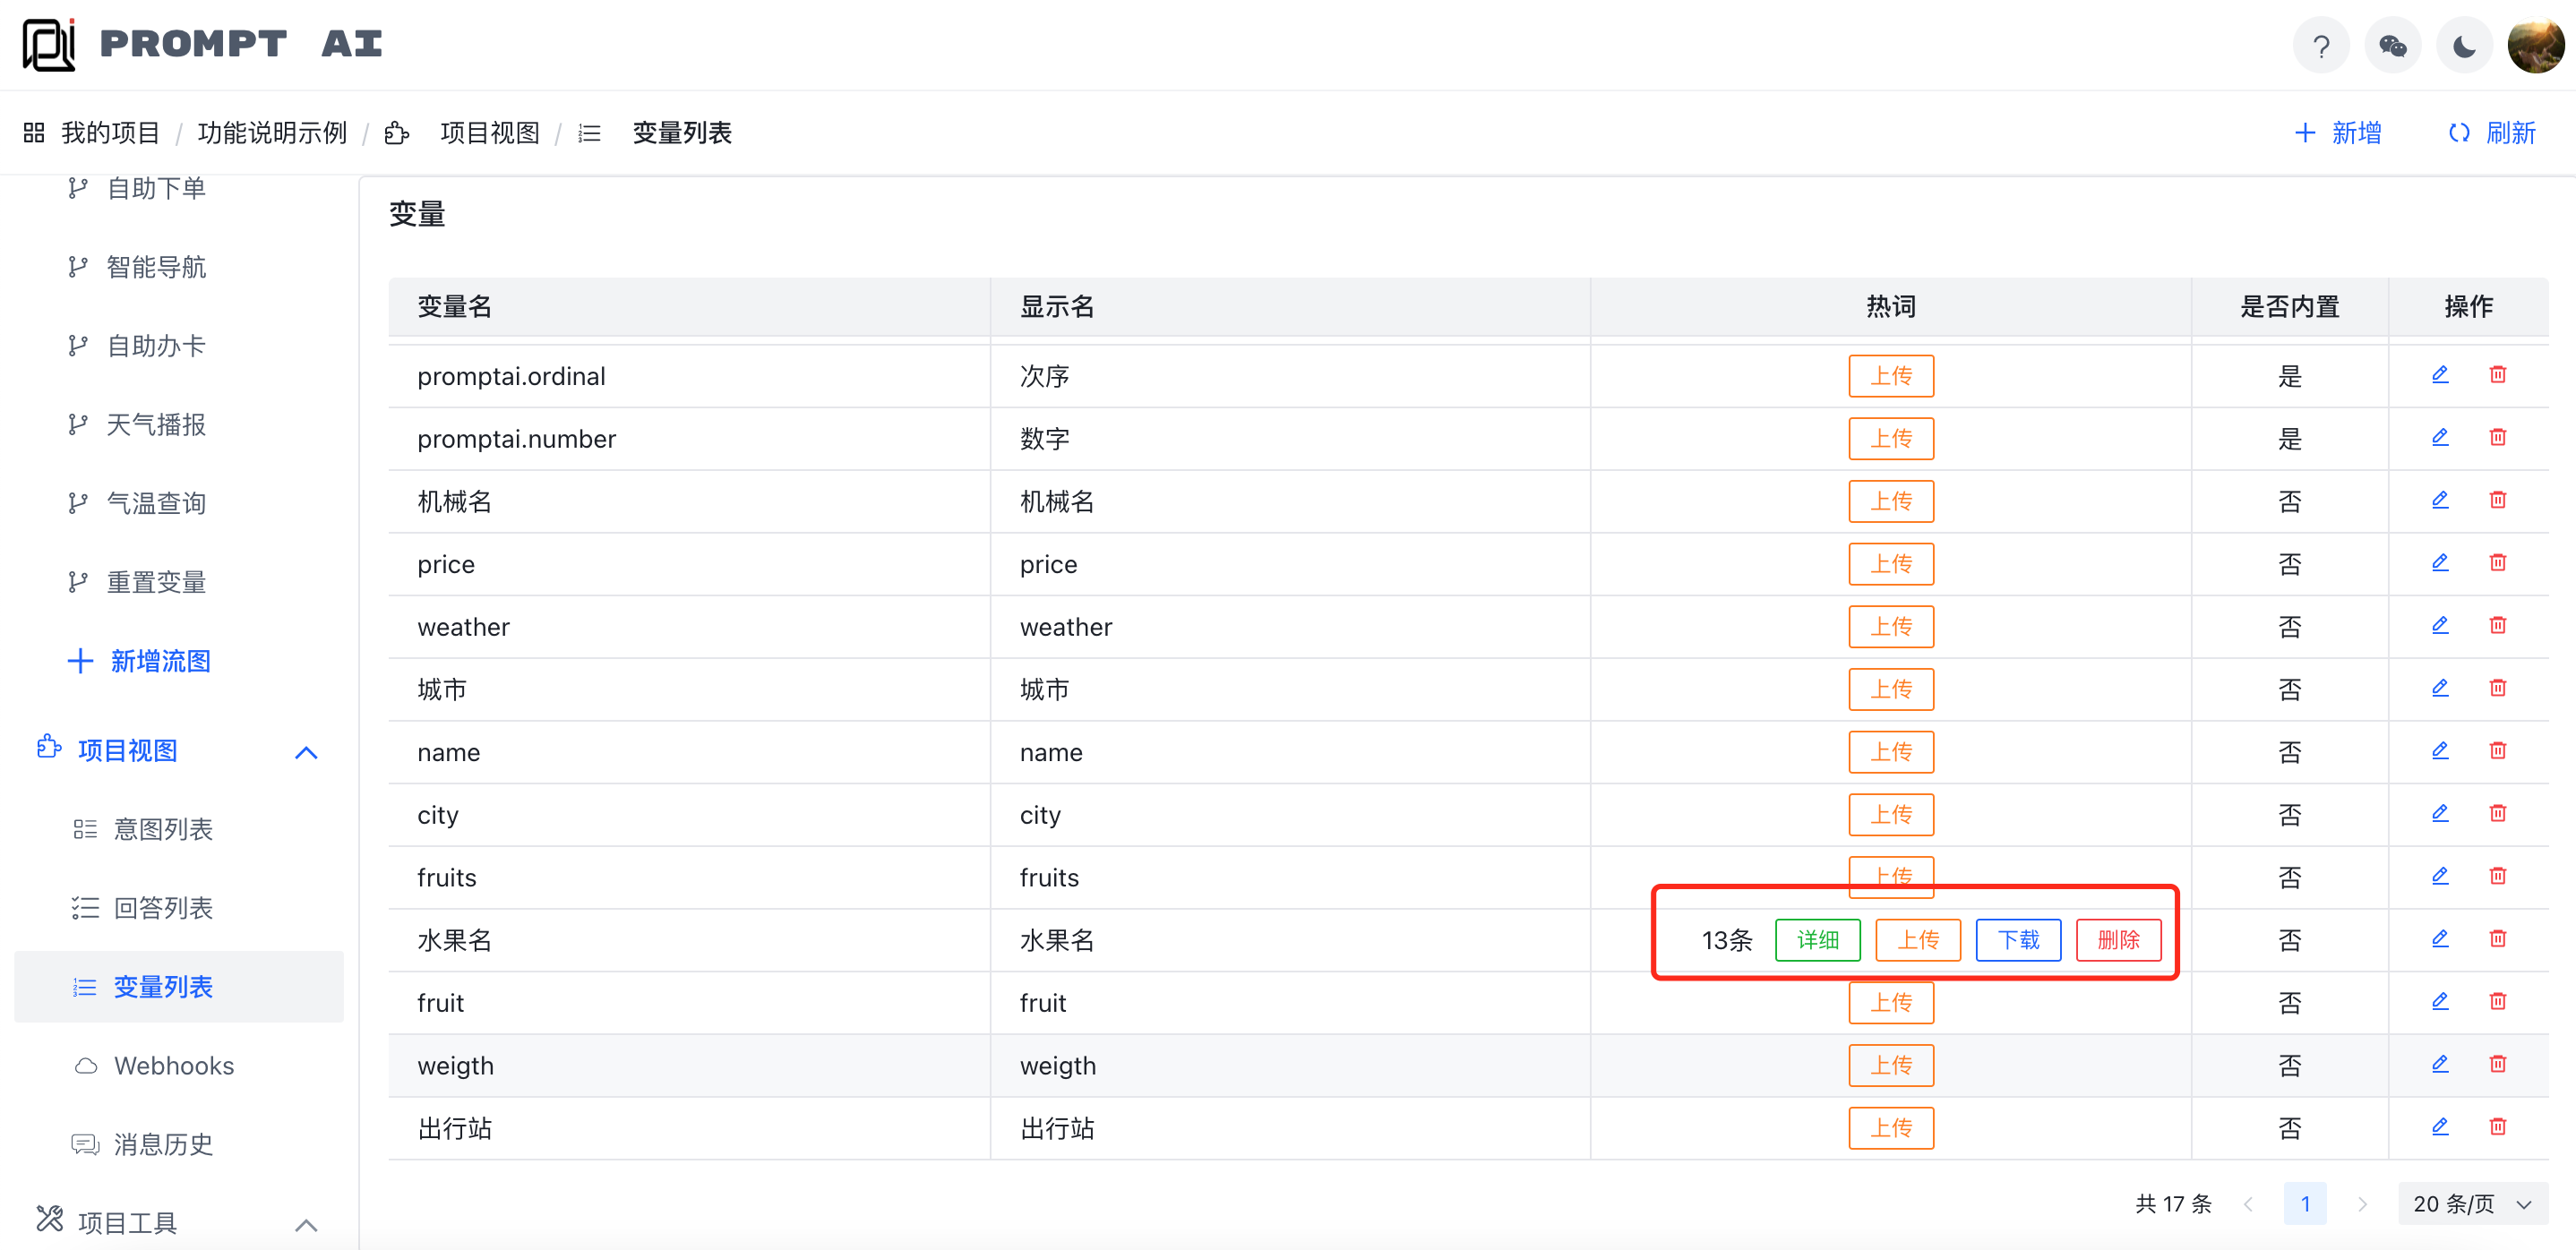 PROMPT AI
?
我的项目 / 功能说明示例 / 项目视图 / 变量列表
新增
刷新
自助下单
智能导航
自助办卡
天气播报
气温查询
重置变量
新增流图
项目视图
意图列表
回答列表
变量列表
Webhooks
消息历史
项目工具
变量
变量名 显示名 热词 是否内置 操作
promptai.ordinal 次序 上传 是
promptai.number 数字 上传 是
机械名 机械名 上传 否
price price 上传 否
weather weather 上传 否
城市 城市 上传 否
name name 上传 否
city city 上传 否
fruits fruits 上传 否
水果名 水果名 13条 详细 上传 下载 删除 否
fruit fruit 上传 否
weigth weigth 上传 否
出行站 出行站 上传 否
共 17 条 1 20 条/页